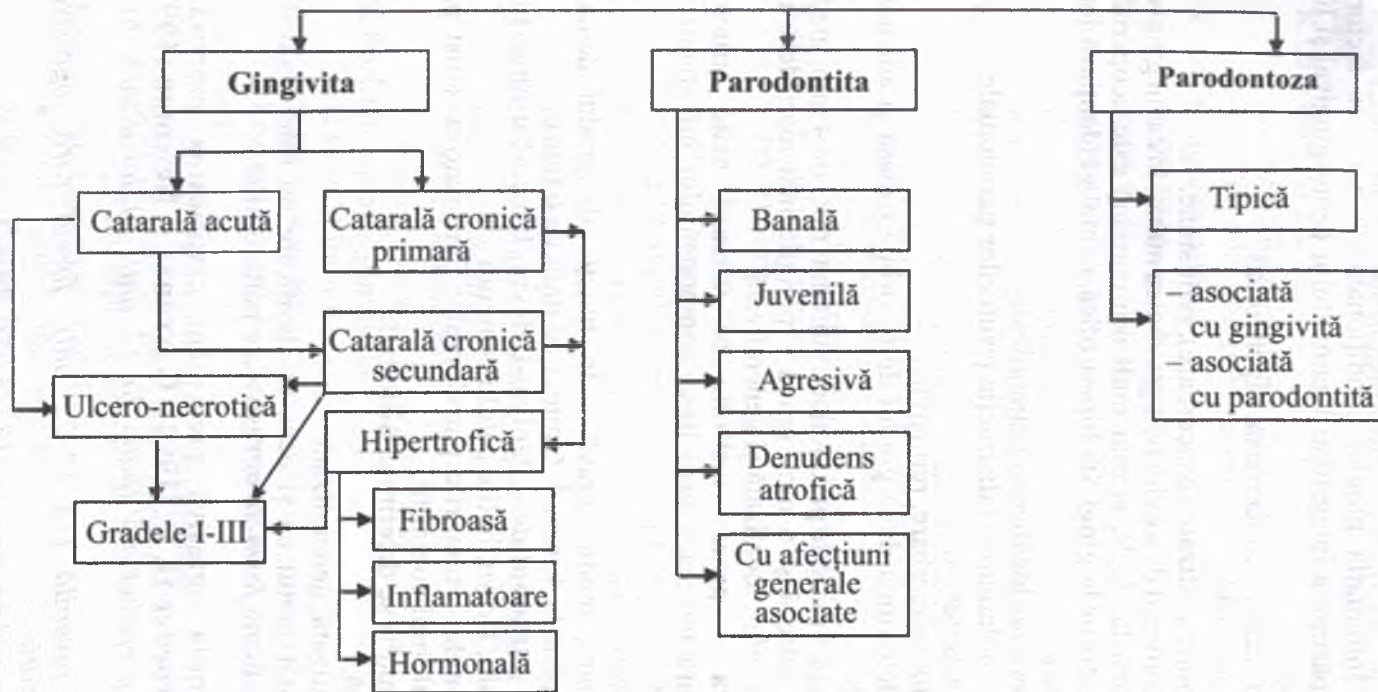 Gingivita
Parodontita
Parodontoza
Catarală acută
Catarală cronică
primară
Catarală cronică
secundară
Ulcero-necrotică
Hipertrofică
Gradele I-III
Fibroasă
Inflamatoare
Hormonală
Banală
Juvenilă
Agresivă
Denudens
atrofică
Cu afecțiuni
generale
asociate
Tipică
– asociată
cu gingivită
– asociată
cu parodontită